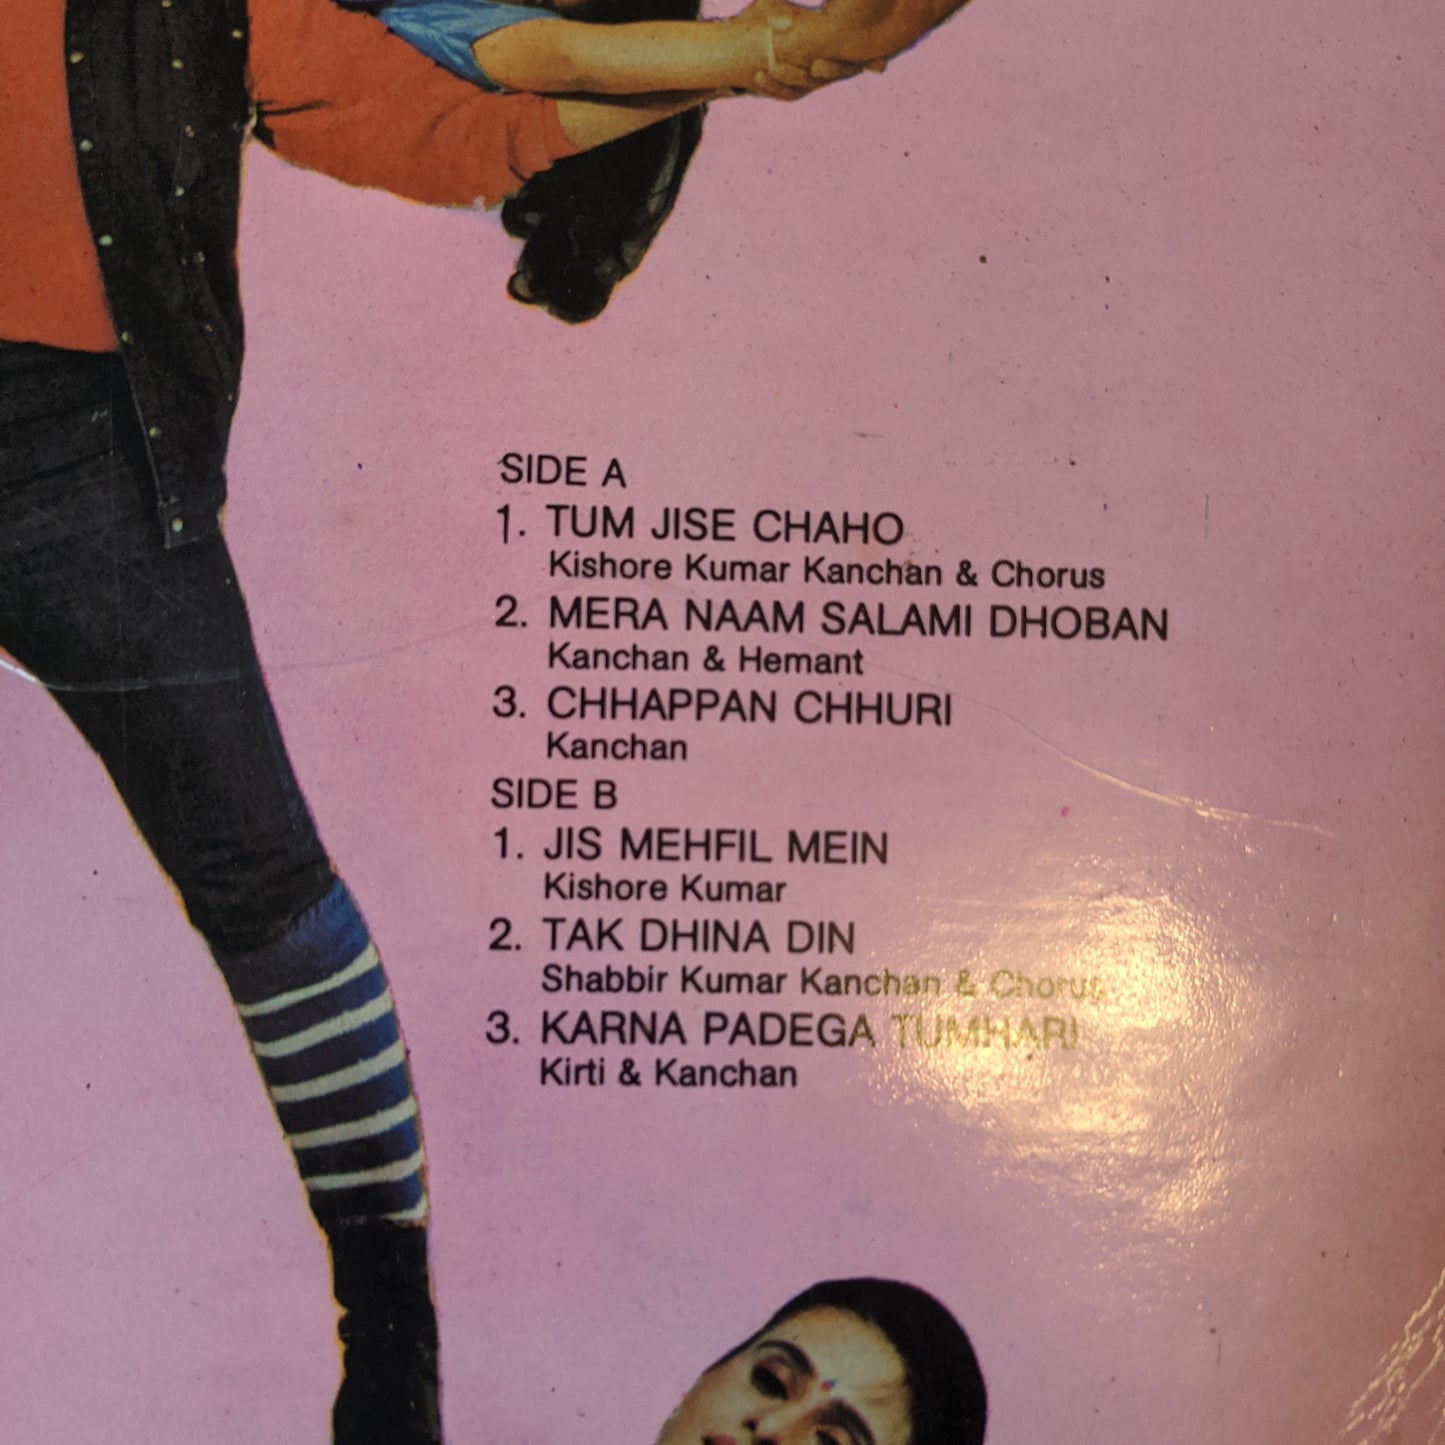 SIDE A
1. TUM JISE CHAHO
Kishore Kumar Kanchan & Chorus
2. MERA NAAM SALAMI DHOBAN
Kanchan & Hemant
3. CHHAPPAN CHHURI
Kanchan
SIDE B
1. JIS MEHFIL MEIN
Kishore Kumar
2. TAK DHINA DIN
Shabbir Kumar Kanchan & Chorus
3. KARNA PADEGA TUMHARI
Kirti & Kanchan